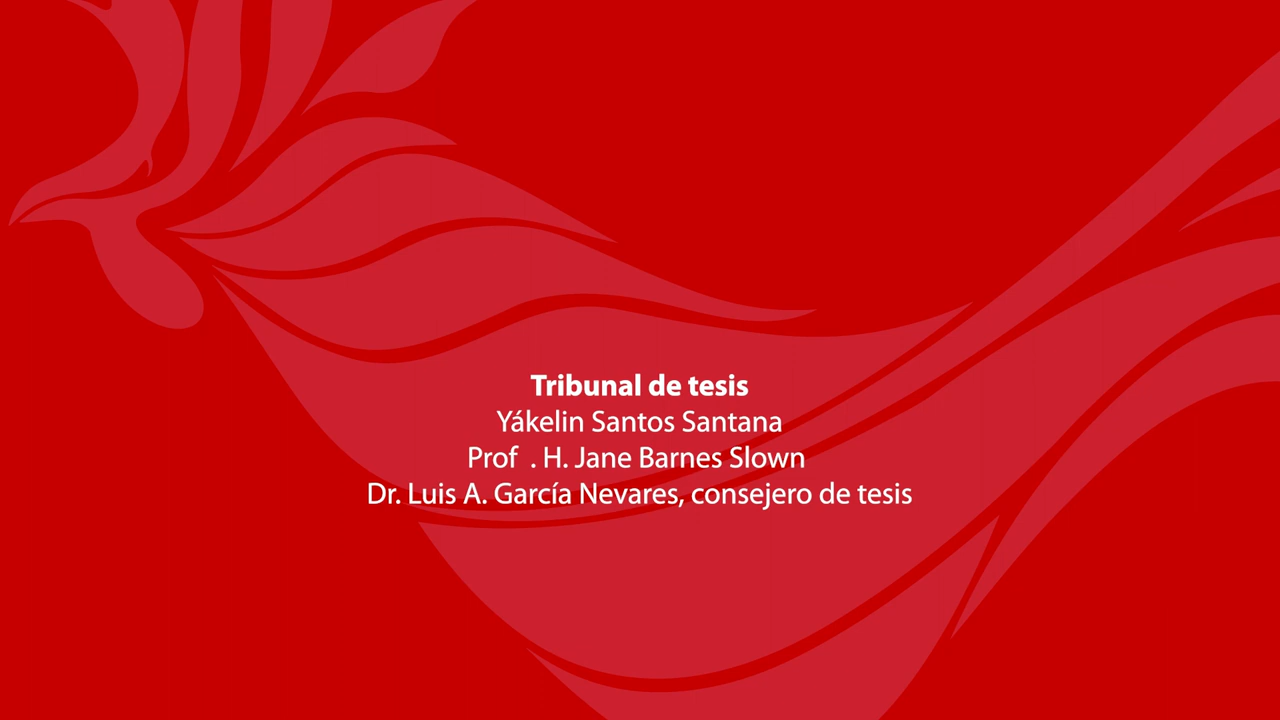 Tribunal de tesis
Yákelin Santos Santana
Prof . H. Jane Barnes Slown
Dr. Luis A. García Nevares, consejero de tesis